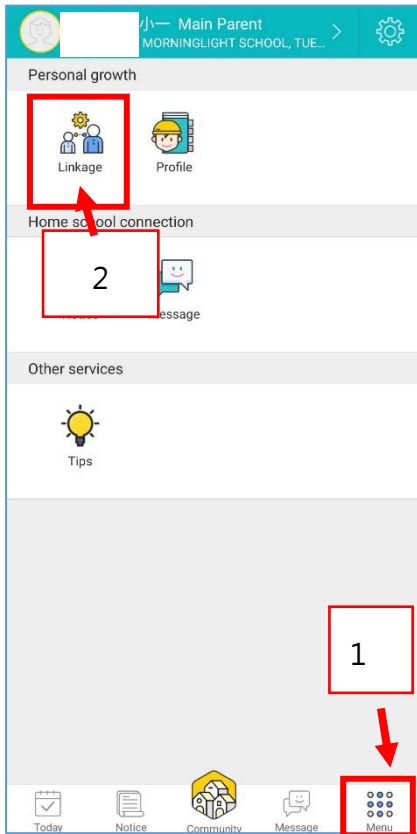 小一 Main Parent
MORNINGLIGHT SCHOOL, TUE...
Personal growth
Linkage Profile
Home school connection
2
Notice Message
Other services
Tips
1
Today Notice Community Message Menu